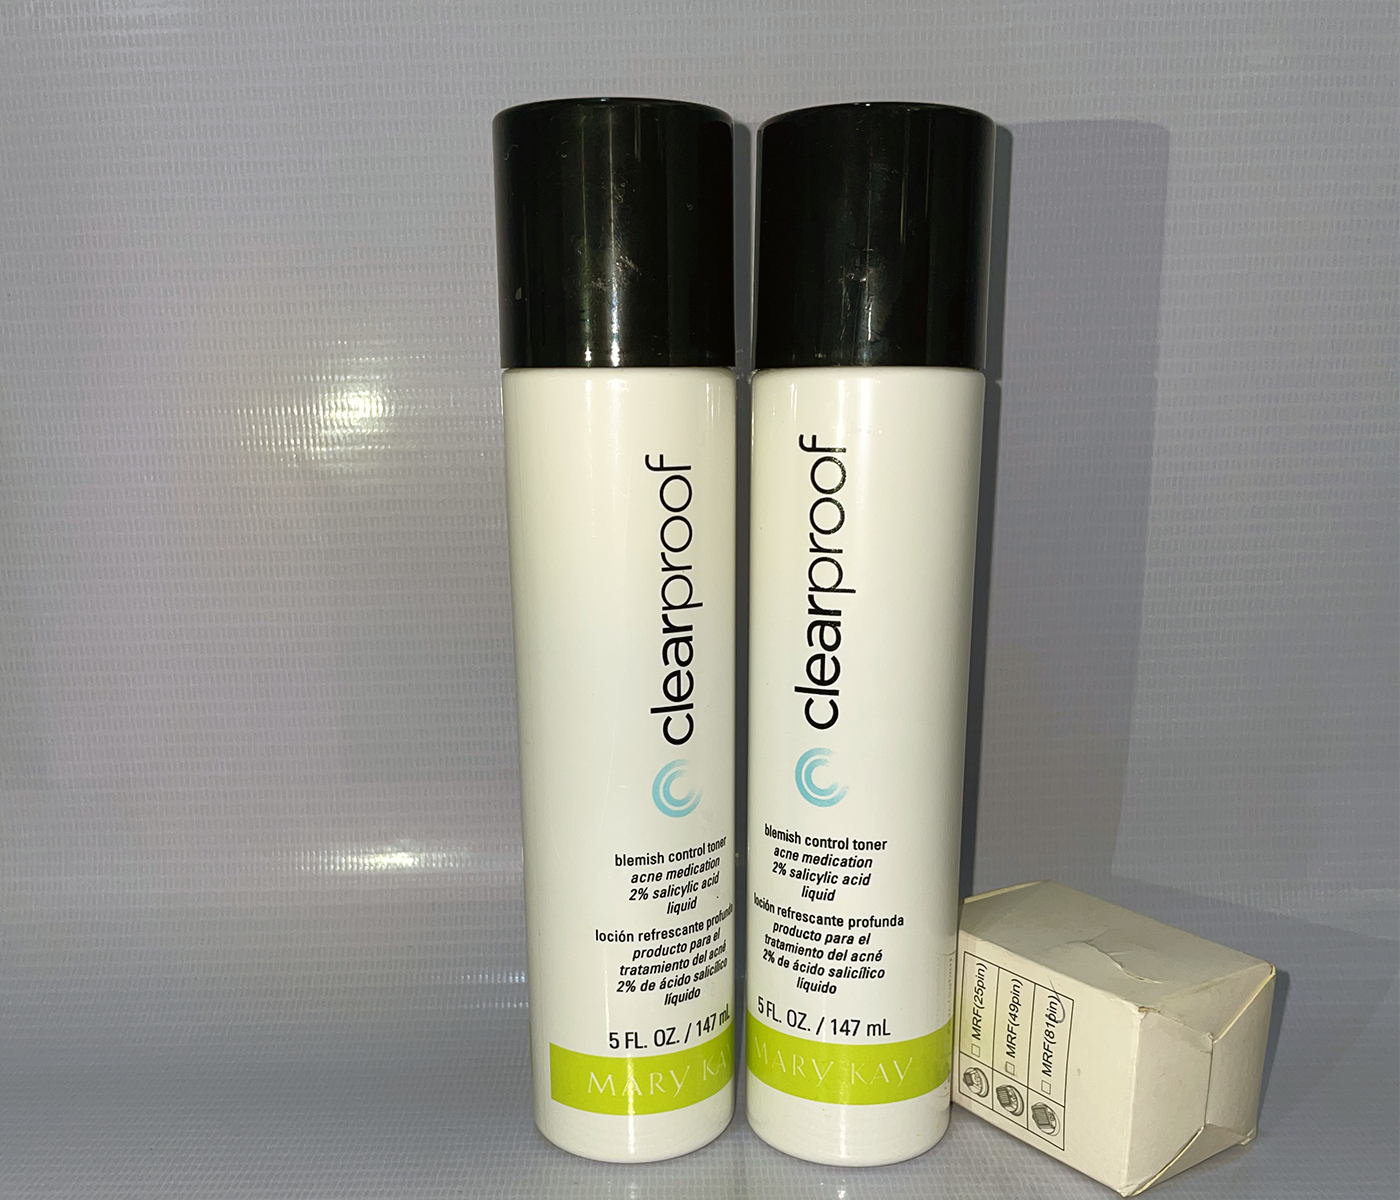 clearproof
blemish control toner
acne medication
2% salicylic acid
liquid
loción refrescante profunda
producto para el
tratamiento del acné
2% de ácido salicílico
líquido
5 FL. OZ. / 147 mL
MARY KA
clearproof
blemish control toner
acne medication
2% salicylic acid
liquid
loción refrescante profunda
producto para el
tratamiento del acné
2% de ácido salicílico
líquido
5 FL. OZ. / 147 mL
MARY KAY
MRF(25pin)
MRF(49pin)
MRF(81pin)